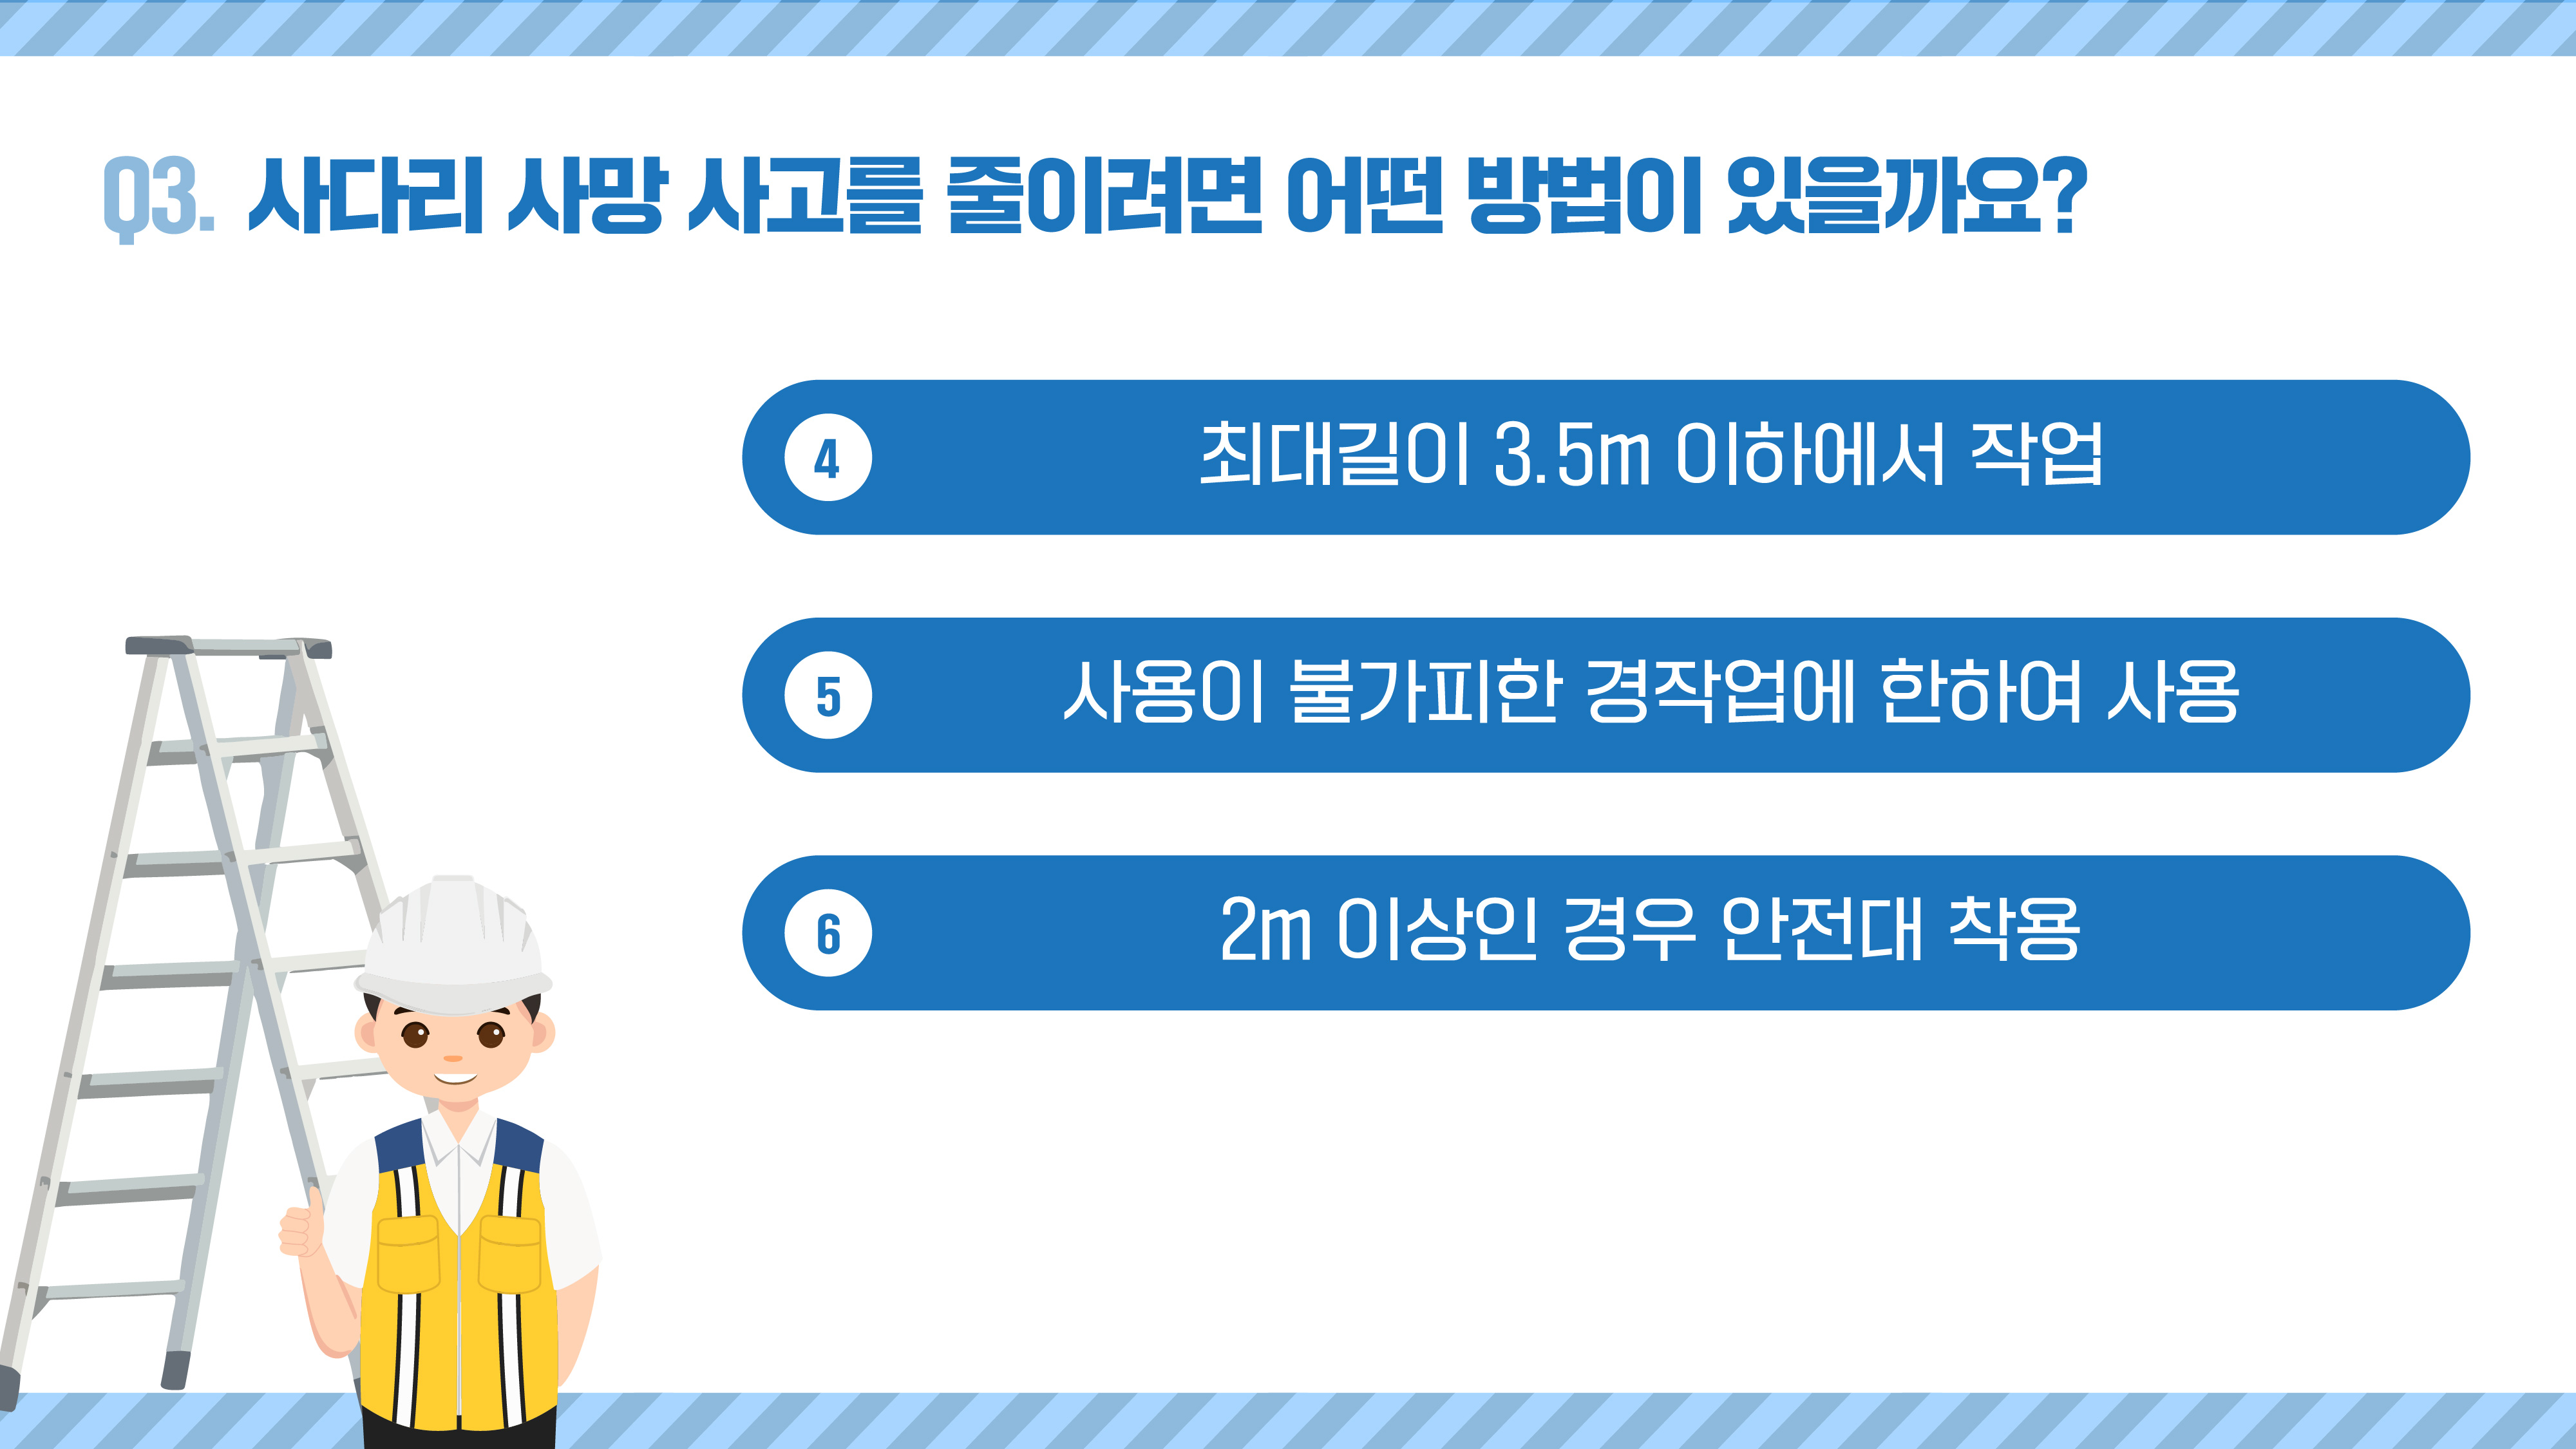 Q3. 사다리 사망 사고를 줄이려면 어떤 방법이 있을까요?
4 최대길이 3.5m 이하에서 작업
5 사용이 불가피한 경작업에 한하여 사용
6 2m 이상인 경우 안전대 착용